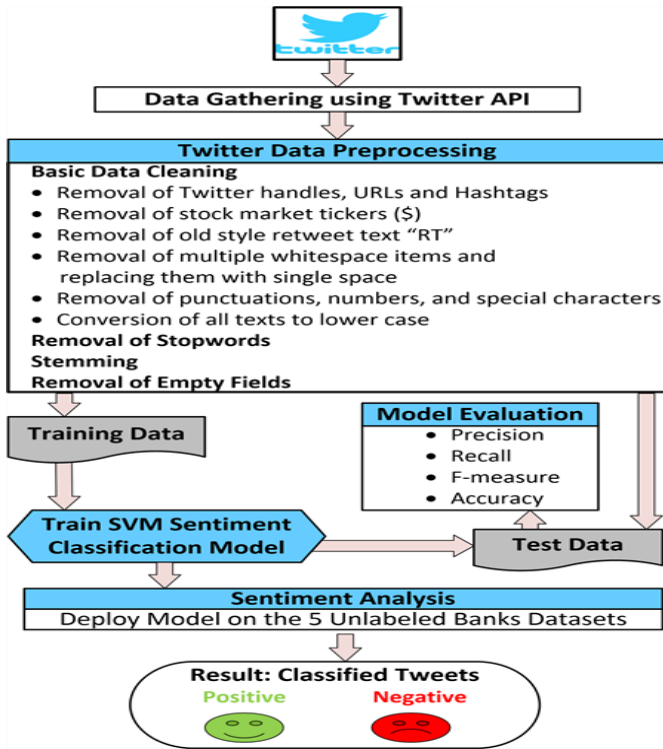 twitter
Data Gathering using Twitter API
Twitter Data Preprocessing
Basic Data Cleaning
• Removal of Twitter handles, URLs and Hashtags
• Removal of stock market tickers ($)
• Removal of old style retweet text “RT”
• Removal of multiple whitespace items and
replacing them with single space
• Removal of punctuations, numbers, and special characters
• Conversion of all texts to lower case
Removal of Stopwords
Stemming
Removal of Empty Fields
Training Data
Model Evaluation
• Precision
• Recall
• F-measure
• Accuracy
Train SVM Sentiment
Classification Model
Test Data
Sentiment Analysis
Deploy Model on the 5 Unlabeled Banks Datasets
Result: Classified Tweets
Positive Negative